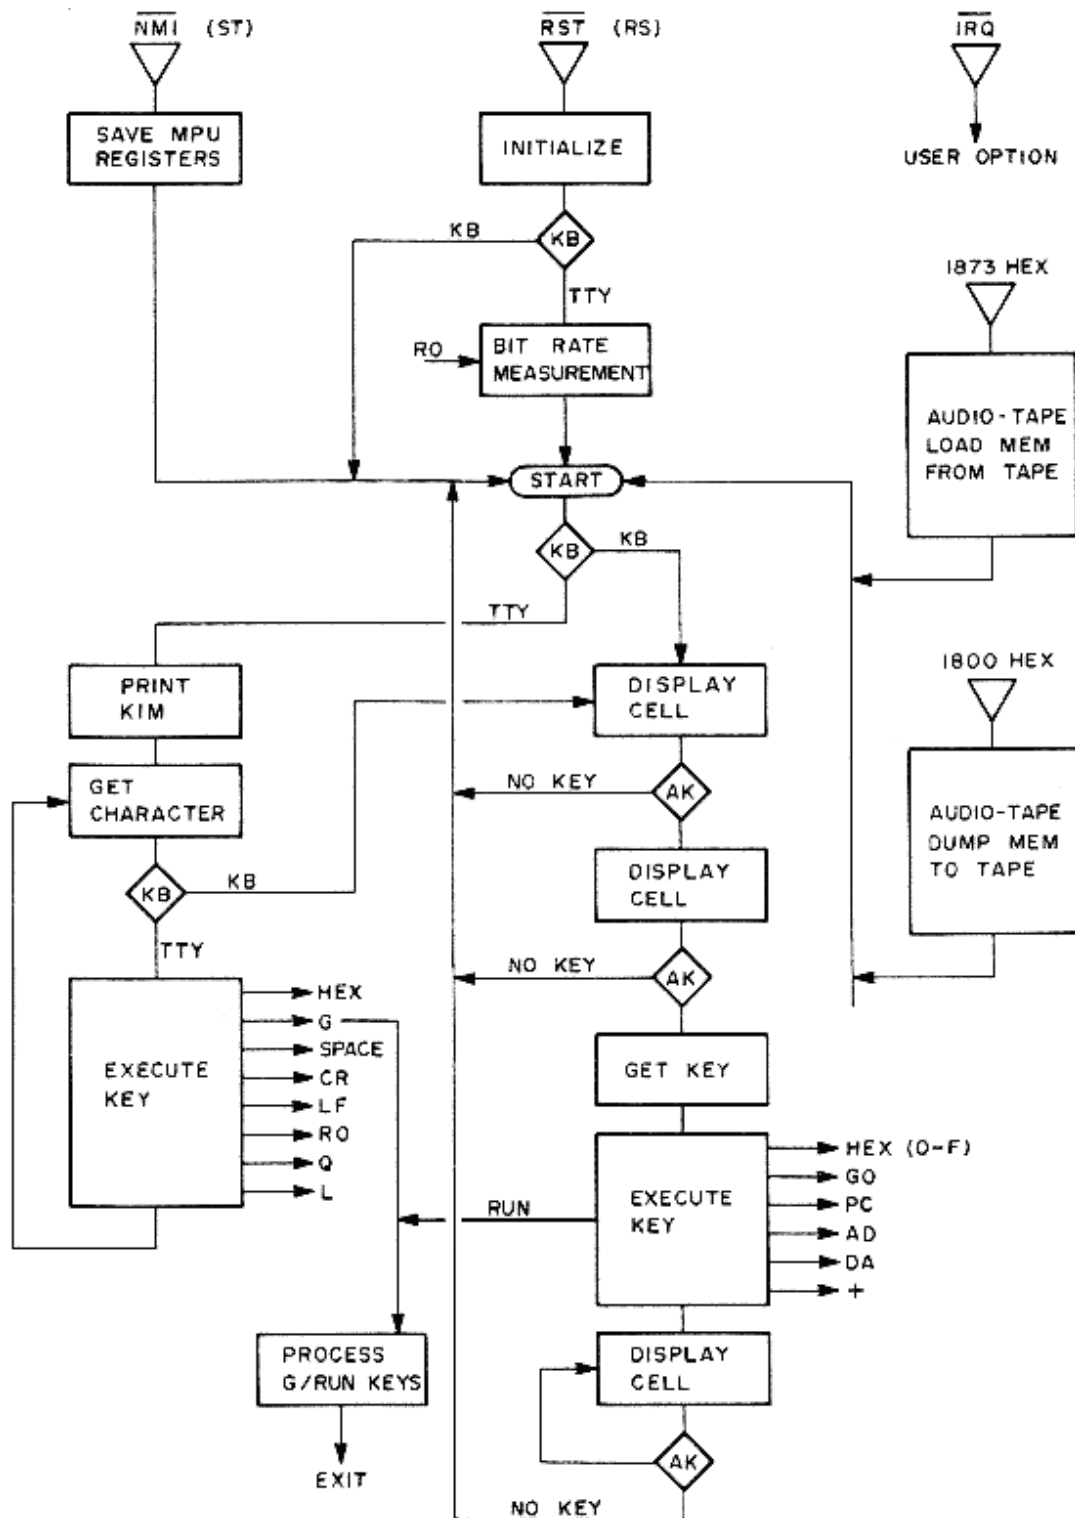 NMI (ST)
RST (RS)
IRQ
SAVE MPU
REGISTERS
INITIALIZE
USER OPTION
KB
KB
TTY
1873 HEX
RO
BIT RATE
MEASUREMENT
AUDIO-TAPE
LOAD MEM
FROM TAPE
START
KB
KB
TTY
PRINT
KIM
DISPLAY
CELL
1800 HEX
GET
CHARACTER
NO KEY
AK
KB
KB
DISPLAY
CELL
AUDIO-TAPE
DUMP MEM
TO TAPE
TTY
NO KEY
AK
EXECUTE
KEY
HEX
G
SPACE
CR
LF
RO
Q
L
GET KEY
RUN
EXECUTE
KEY
HEX (0-F)
GO
PC
AD
DA
+
PROCESS
G/RUN KEYS
DISPLAY
CELL
EXIT
AK
NO KEY